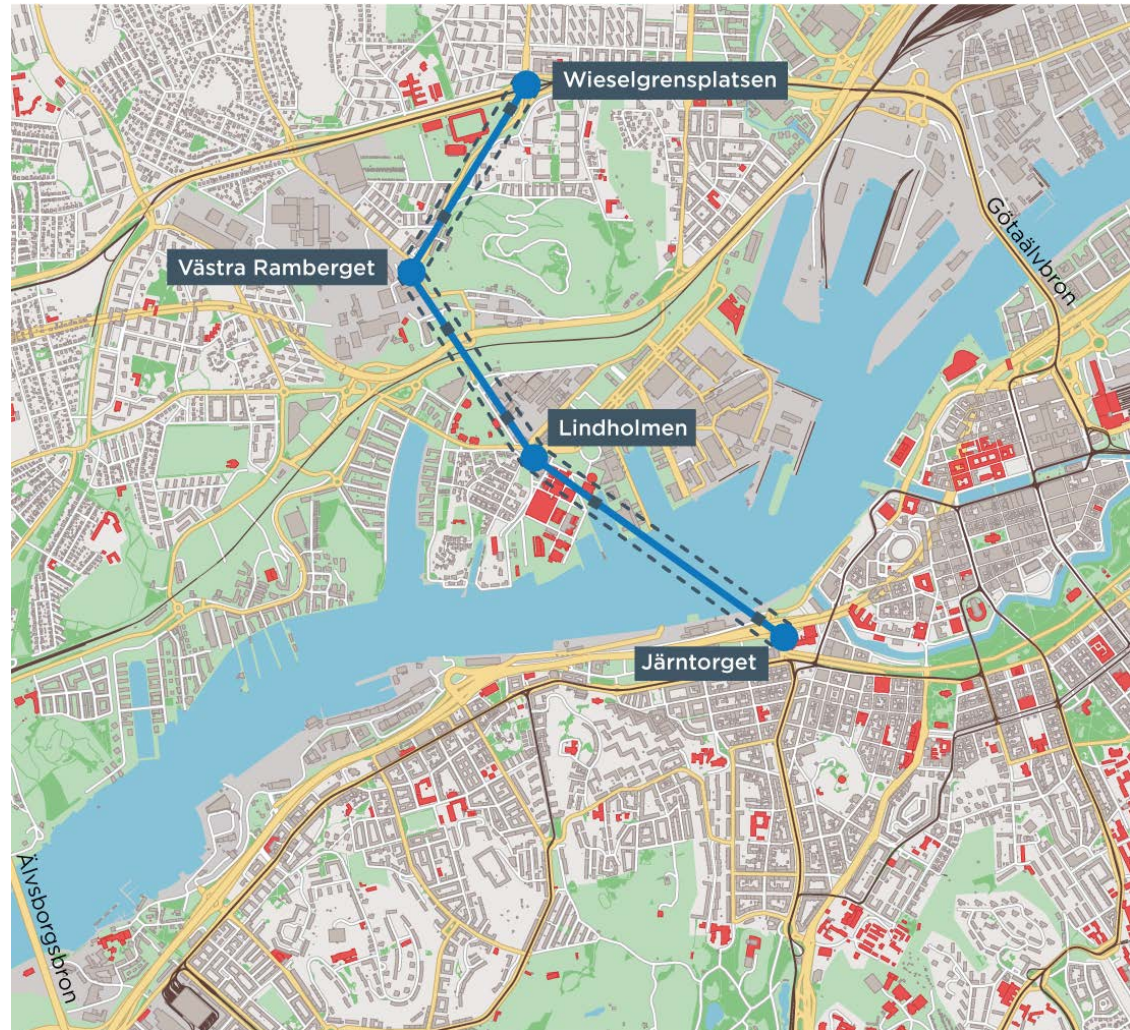 Wieselgrensplatsen
Götaälvbron
Västra Ramberget
Lindholmen
Järntorget
Älvsborgsbron